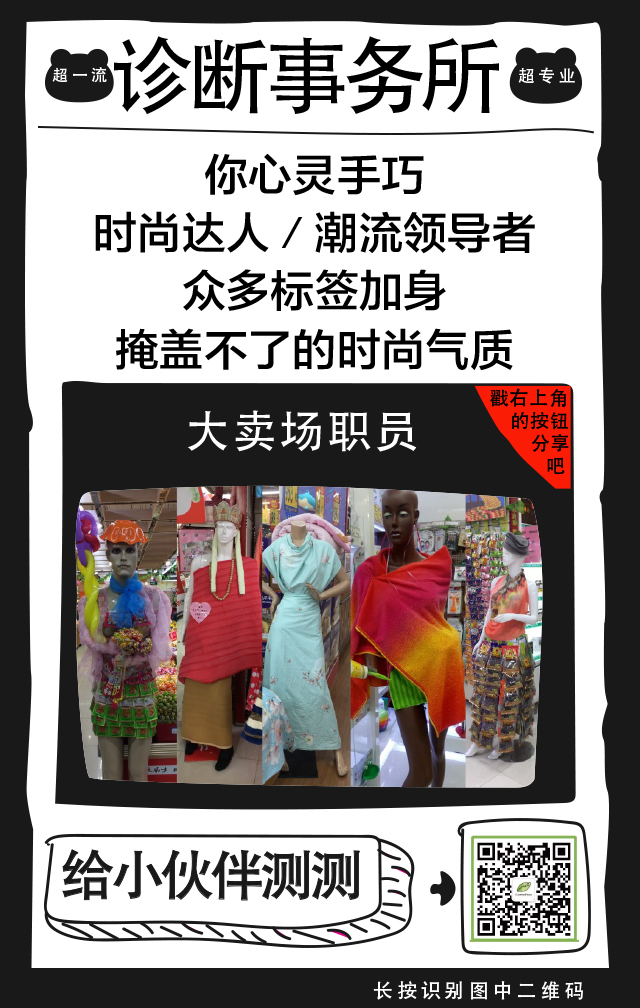 超一流
诊断事务所
超专业
你心灵手巧
时尚达人 / 潮流领导者
众多标签加身
掩盖不了的时尚气质
大卖场职员
戳右上角
的按钮
分享
吧
给小伙伴测测
长按识别图中二维码